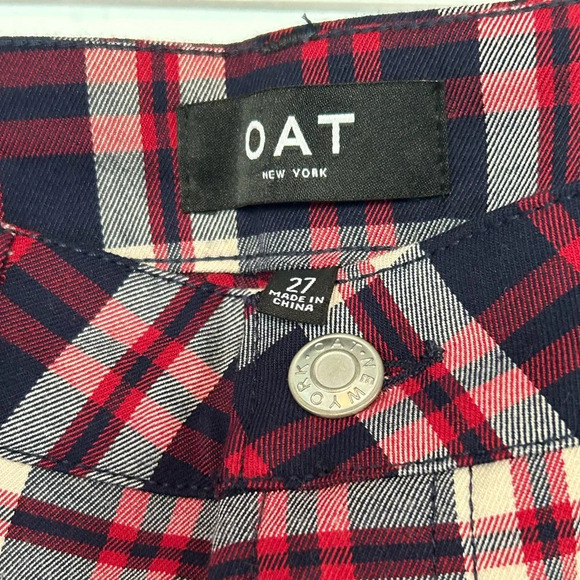 OAT
NEW YORK
27
MADE IN
CHINA
OAT · NEW YORK ·